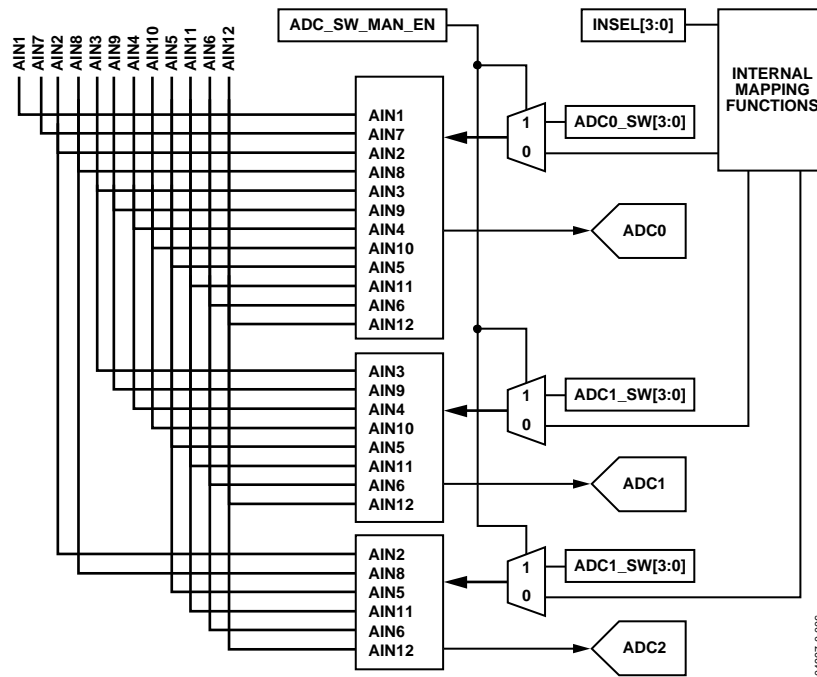 AIN1
AIN7
AIN2
AIN8
AIN3
AIN9
AIN4
AIN10
AIN5
AIN11
AIN6
AIN12
ADC_SW_MAN_EN
INSEL[3:0]
INTERNAL
MAPPING
FUNCTIONS
AIN1
AIN7
AIN2
AIN8
AIN3
AIN9
AIN4
AIN10
AIN5
AIN11
AIN6
AIN12
1
0
ADC0_SW[3:0]
ADC0
AIN3
AIN9
AIN4
AIN10
AIN5
AIN11
AIN6
AIN12
1
0
ADC1_SW[3:0]
ADC1
AIN2
AIN8
AIN5
AIN11
AIN6
AIN12
1
0
ADC1_SW[3:0]
ADC2